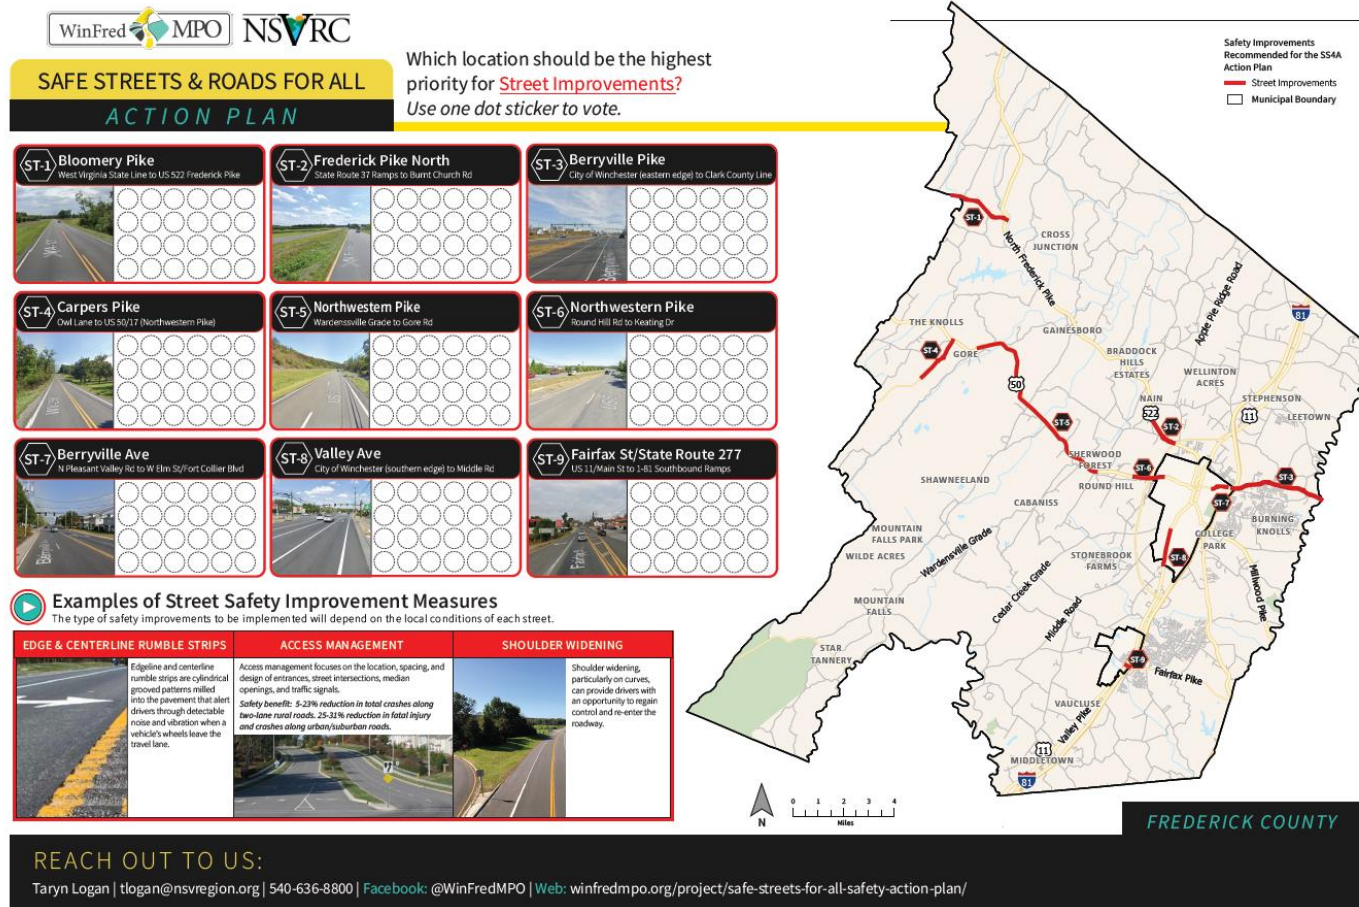 WinFred MPO NSVRC
SAFE STREETS & ROADS FOR ALL
ACTION PLAN
Which location should be the highest
priority for Street Improvements?
Use one dot sticker to vote.
ST-1 Bloomery Pike
West Virginia State Line to US 522 Frederick Pike
ST-2 Frederick Pike North
State Route 37 Ramps to Burnt Church Rd
ST-3 Berryville Pike
City of Winchester (eastern edge) to Clark County Line
ST-4 Carpers Pike
Owl Lane to US 50/17 (Northwestern Pike)
ST-5 Northwestern Pike
Wardensville Grade to Gore Rd
ST-6 Northwestern Pike
Round Hill Rd to Keating Dr
ST-7 Berryville Ave
N Pleasant Valley Rd to W Elm St/Fort Collier Blvd
ST-8 Valley Ave
City of Winchester (southern edge) to Middle Rd
ST-9 Fairfax St/State Route 277
US 11/Main St to 1-81 Southbound Ramps
Examples of Street Safety Improvement Measures
The type of safety improvements to be implemented will depend on the local conditions of each street.
EDGE & CENTERLINE RUMBLE STRIPS
Edgeline and centerline
rumble strips are cylindrical
grooved patterns milled
into the pavement that alert
drivers through detectable
noise and vibration when a
vehicle's wheels leave the
travel lane.
ACCESS MANAGEMENT
Access management focuses on the location, spacing, and
design of entrances, street intersections, median
openings, and traffic signals.
Safety benefit: 5-23% reduction in total crashes along
two-lane rural roads. 25-31% reduction in fatal injury
and crashes along urban/suburban roads.
SHOULDER WIDENING
Shoulder widening,
particularly on curves,
can provide drivers with
an opportunity to regain
control and re-enter the
roadway.
Safety Improvements
Recommended for the SS4A
Action Plan
Street Improvements
Municipal Boundary
ST-1
CROSS
JUNCTION
North Frederick Pike
Apple Pie Ridge Road
81
THE KNOLLS
GAINESBORO
ST-4
GORE
BRADDOCK
HILLS
ESTATES
WELLINTON
ACRES
50
NAIN
STEPHENSON
522
11
LEETOWN
ST-5
ST-2
SHERWOOD
FOREST
ST-6
ST-3
SHAWNEELAND
ROUND HILL
CABANISS
ST-7
BURNING
KNOLLS
MOUNTAIN
FALLS PARK
COLLEGE
PARK
WILDE ACRES
Wardensville Grade
STONEBROOK
FARMS
ST-8
Cedar Creek Grade
Millwood Pike
MOUNTAIN
FALLS
Middle Road
STAR
TANNERY
ST-9
Fairfax Pike
VAUCLUSE
Valley Pike
11
MIDDLETOWN
81
N
0 1 2 3 4
Miles
FREDERICK COUNTY
REACH OUT TO US:
Taryn Logan | tlogan@nsvregion.org | 540-636-8800 | Facebook: @WinFredMPO | Web: winfredmpo.org/project/safe-streets-for-all-safety-action-plan/